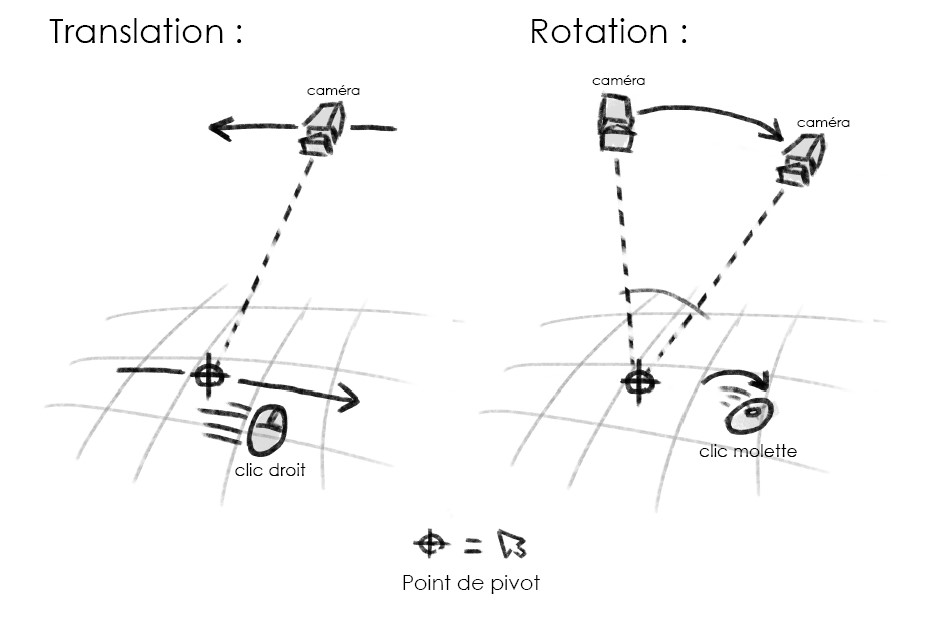 Translation :
Rotation :
caméra
caméra
caméra
clic droit
clic molette
=
Point de pivot